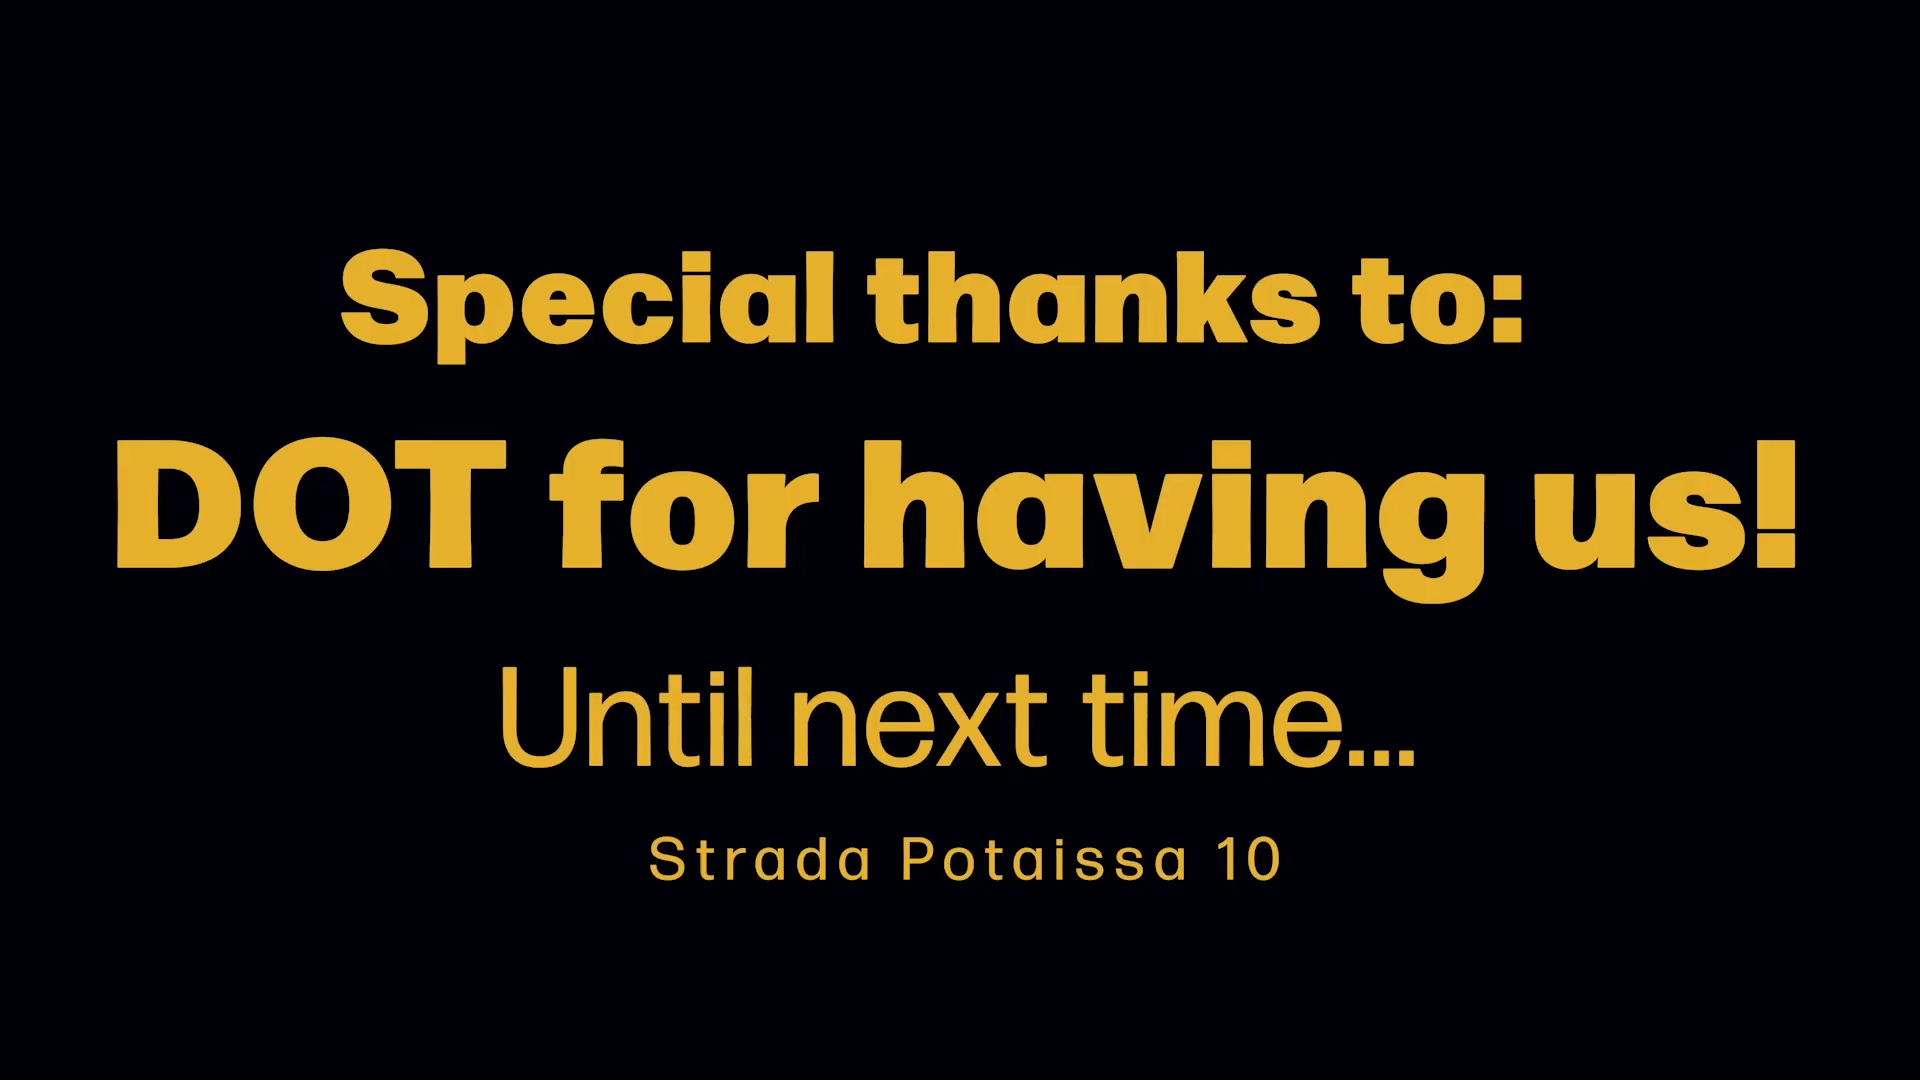 Special thanks to:
DOT for having us!
Until next time...
Strada Potaissa 10